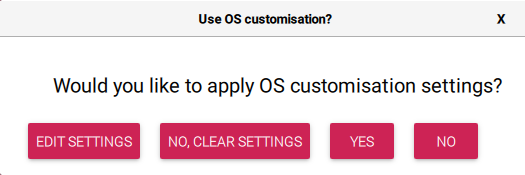 Use OS customisation?
X
Would you like to apply OS customisation settings?
EDIT SETTINGS
NO, CLEAR SETTINGS
YES
NO